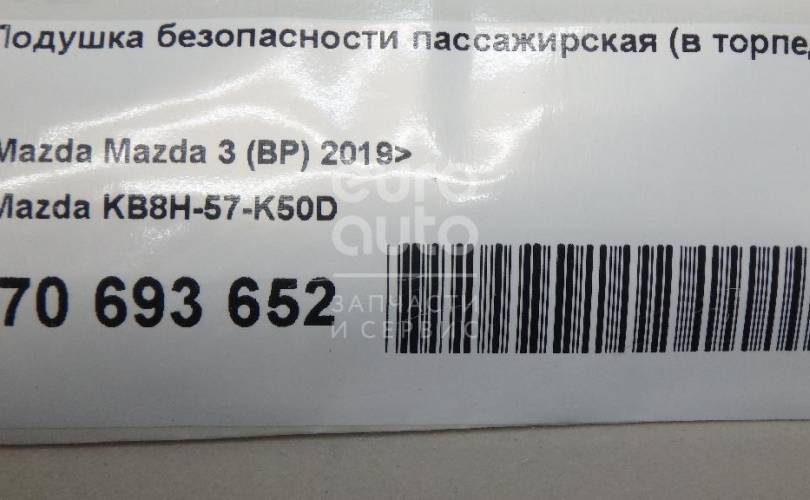 Подушка безопасности пассажирская (в торпед
Mazda Mazda 3 (BP) 2019>
Mazda KB8H-57-K50D
70 693 652
euro
auto
ЗАПЧАСТИ
И СЕРВИС